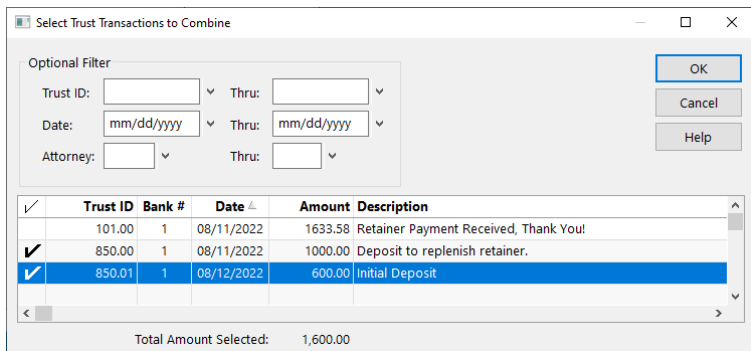 Select Trust Transactions to Combine
Optional Filter
Trust ID: Thru:
Date: mm/dd/yyyy Thru: mm/dd/yyyy
Attorney: Thru:
OK
Cancel
Help
Trust ID Bank # Date Amount Description
101.00 1 08/11/2022 1633.58 Retainer Payment Received, Thank You!
850.00 1 08/11/2022 1000.00 Deposit to replenish retainer.
850.01 1 08/12/2022 600.00 Initial Deposit
Total Amount Selected: 1,600.00